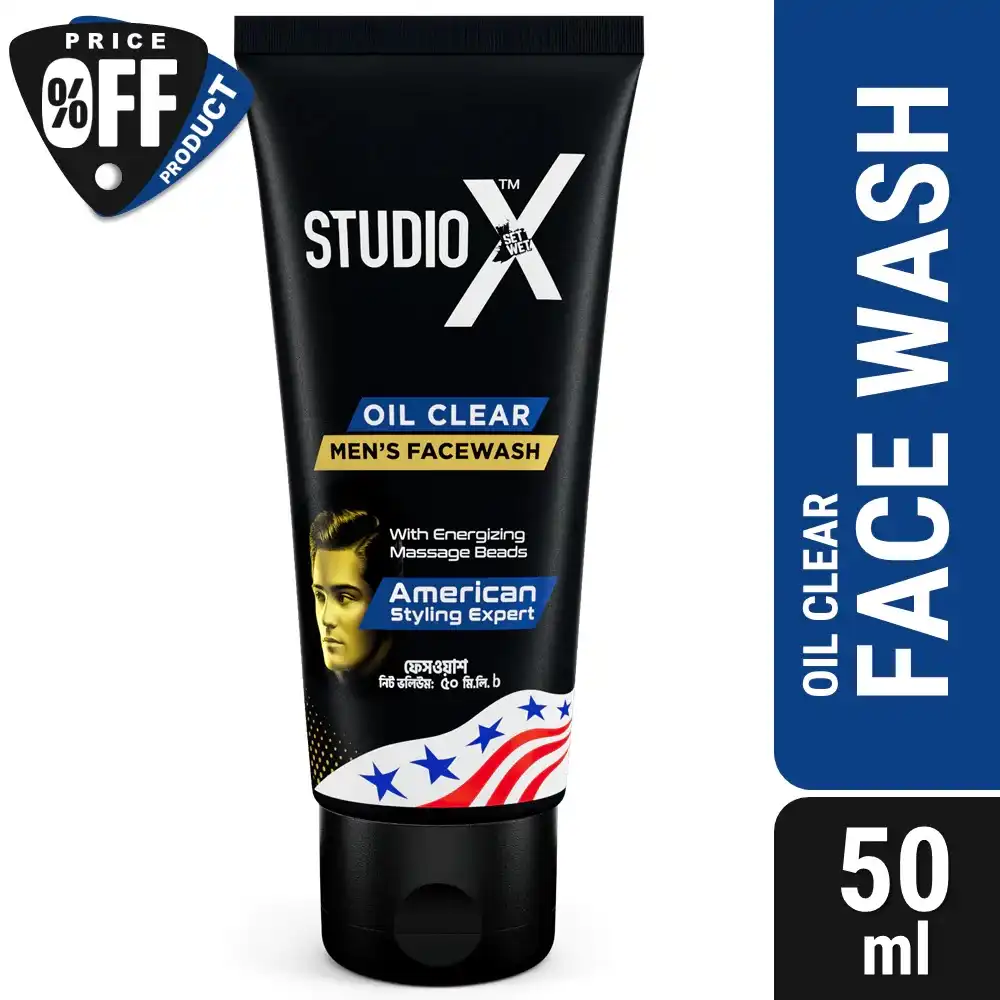 PRICE
%OFF
PRODUCT
STUDIO X™
SET
WET
OIL CLEAR
MEN'S FACEWASH
With Energizing
Massage Beads
American
Styling Expert
ফেসওয়াশ
নিট ভলিউম: ৫০ মি.লি. b
OIL CLEAR
FACE WASH
50
ml